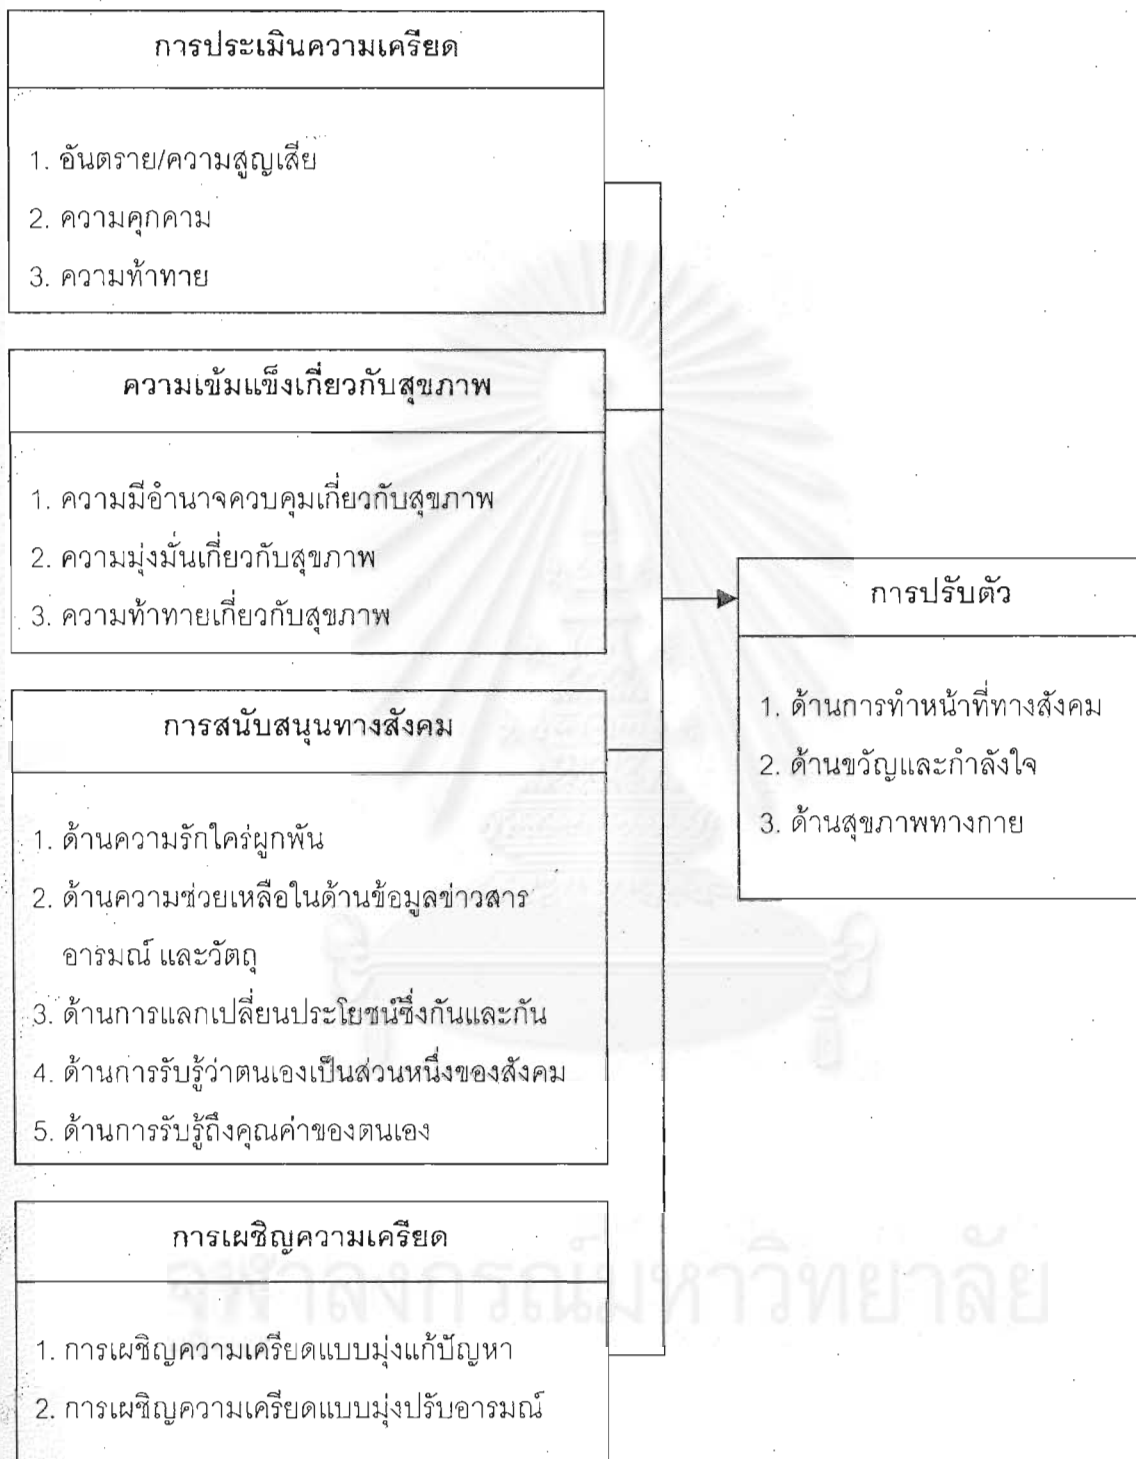 การประเมินความเครียด
1. อันตราย/ความสูญเสีย
2. ความคุกคาม
3. ความท้าทาย
ความเข้มแข็งเกี่ยวกับสุขภาพ
1. ความมีอำนาจควบคุมเกี่ยวกับสุขภาพ
2. ความมุ่งมั่นเกี่ยวกับสุขภาพ
3. ความท้าทายเกี่ยวกับสุขภาพ
การสนับสนุนทางสังคม
1. ด้านความรักใคร่ผูกพัน
2. ด้านความช่วยเหลือในด้านข้อมูลข่าวสาร
อารมณ์ และวัตถุ
3. ด้านการแลกเปลี่ยนประโยชน์ซึ่งกันและกัน
4. ด้านการรับรู้ว่าตนเองเป็นส่วนหนึ่งของสังคม
5. ด้านการรับรู้ถึงคุณค่าของตนเอง
การเผชิญความเครียด
1. การเผชิญความเครียดแบบมุ่งแก้ปัญหา
2. การเผชิญความเครียดแบบมุ่งปรับอารมณ์
การปรับตัว
1. ด้านการทำหน้าที่ทางสังคม
2. ด้านขวัญและกำลังใจ
3. ด้านสุขภาพทางกาย
จุฬาลงกรณ์มหาวิทยาลัย